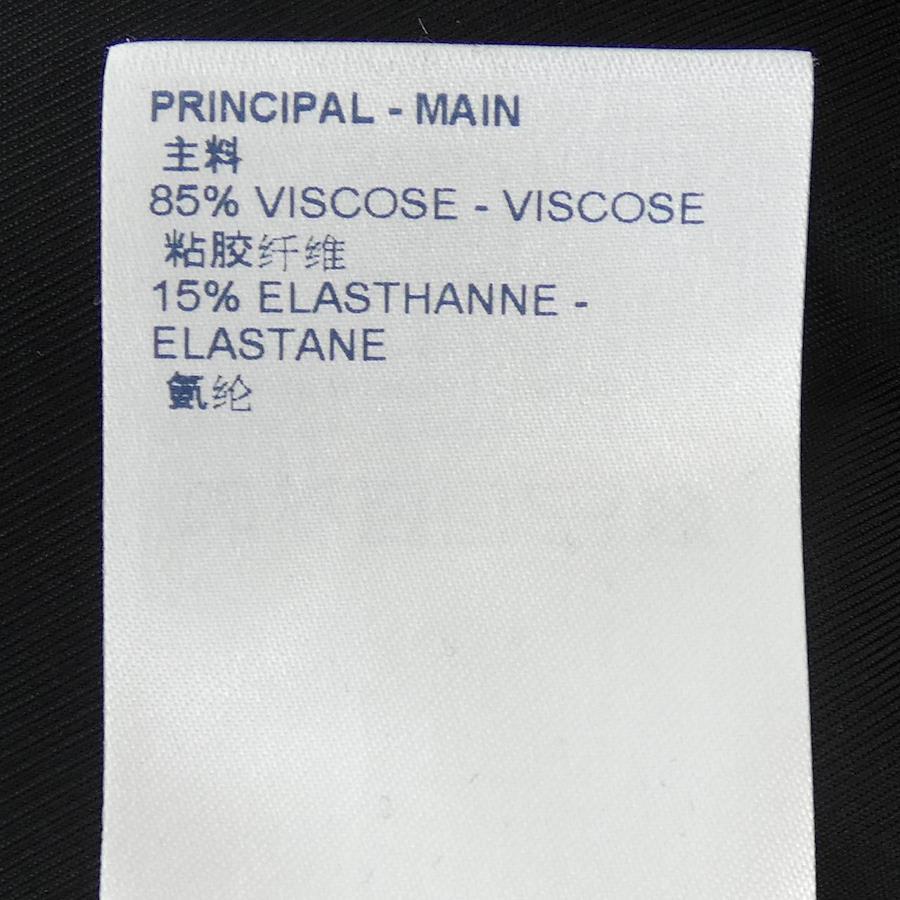 PRINCIPAL - MAIN
主料
85% VISCOSE - VISCOSE
粘胶纤维
15% ELASTHANNE -
ELASTANE
氨纶